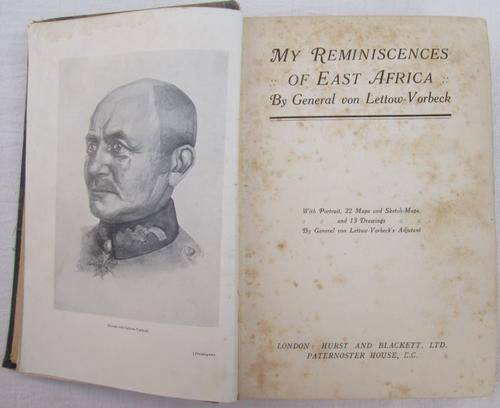 My Reminiscences
:: of East Africa ::
By General von Lettow-Vorbeck
With Portrait, 22 Maps and Sketch-Maps,
and 13 Drawings
By General von Lettow-Vorbeck's Adjutant
LONDON: HURST AND BLACKETT, LTD.
PATERNOSTER HOUSE, E.C.
[Frontispiece